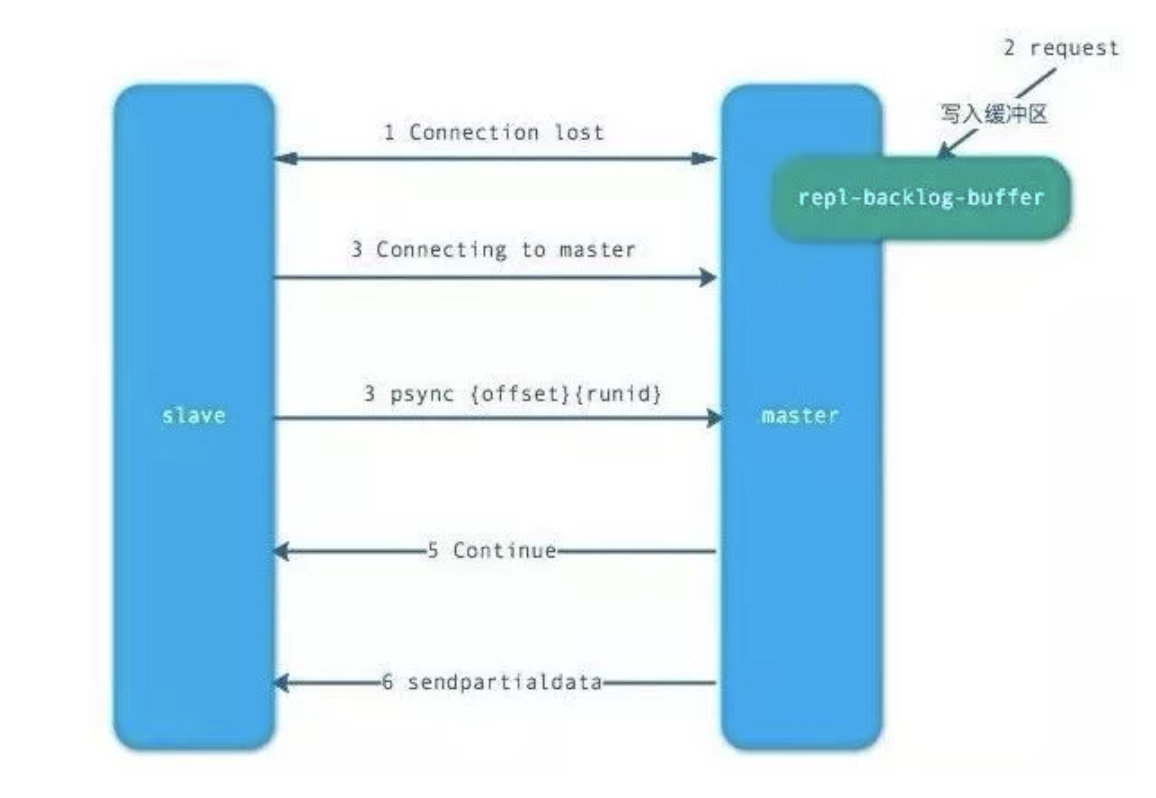 2 request
写入缓冲区
1 Connection lost
repl-backlog-buffer
3 Connecting to master
3 psync {offset}{runid}
slave
master
5 Continue
6 sendpartialdata